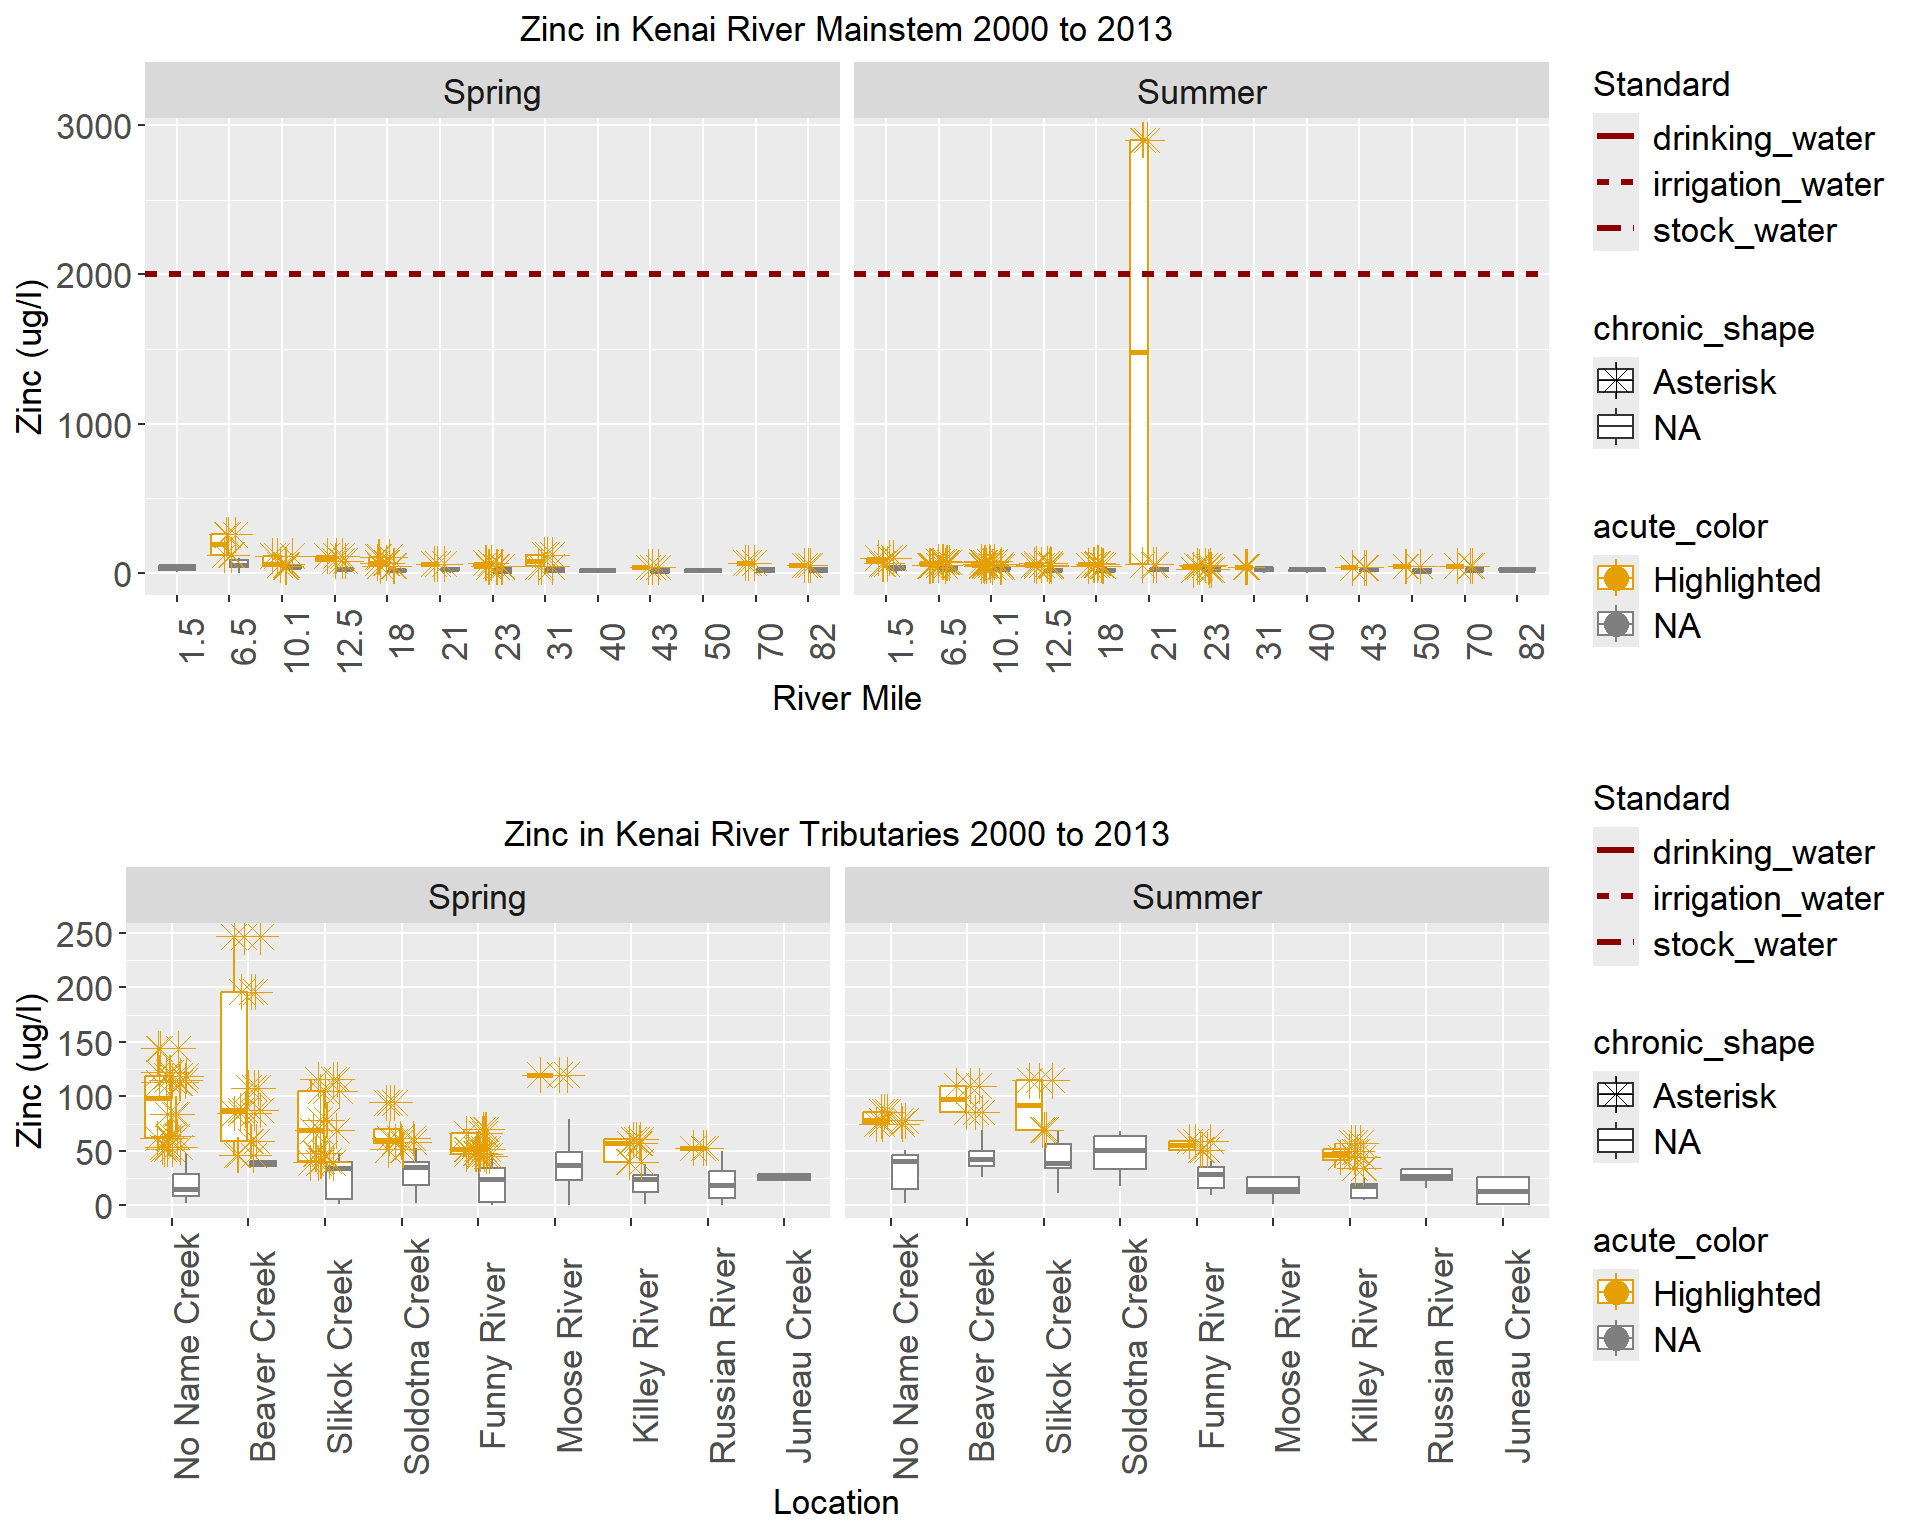 Zinc in Kenai River Mainstem 2000 to 2013
Spring
Summer
3000
2000
1000
0
Zinc (ug/l)
1.5
6.5
10.1
12.5
18
21
23
31
40
43
50
70
82
1.5
6.5
10.1
12.5
18
21
23
31
40
43
50
70
82
River Mile
Standard
drinking_water
irrigation_water
stock_water
chronic_shape
Asterisk
NA
acute_color
Highlighted
NA
Zinc in Kenai River Tributaries 2000 to 2013
Spring
Summer
250
200
150
100
50
0
Zinc (ug/l)
No Name Creek
Beaver Creek
Slikok Creek
Soldotna Creek
Funny River
Moose River
Killey River
Russian River
Juneau Creek
No Name Creek
Beaver Creek
Slikok Creek
Soldotna Creek
Funny River
Moose River
Killey River
Russian River
Juneau Creek
Location
Standard
drinking_water
irrigation_water
stock_water
chronic_shape
Asterisk
NA
acute_color
Highlighted
NA